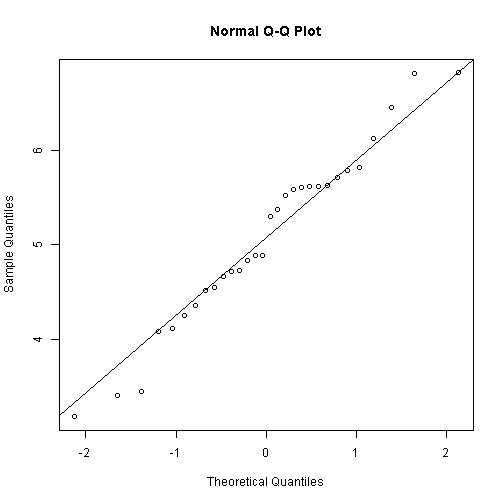 Normal Q-Q Plot
Sample Quantiles
6
5
4
-2 -1 0 1 2
Theoretical Quantiles